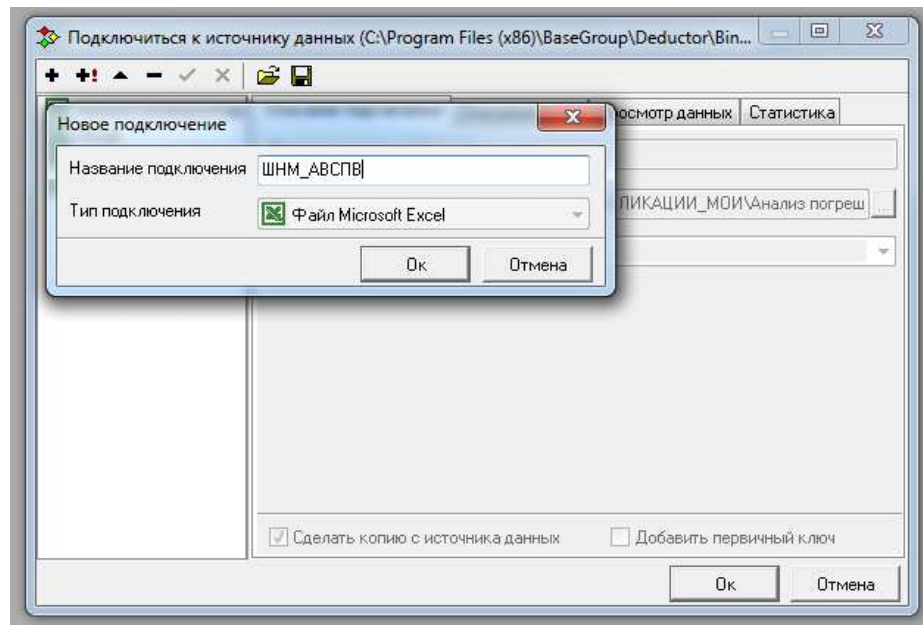 Подключиться к источнику данных (C:\Program Files (x86)\BaseGroup\Deductor\Bin...
Новое подключение
осмотр данных Статистика
Название подключения ШНМ_АВСПВ
Тип подключения Файл Microsoft Excel
ЛИКАЦИИ_МОИ\Анализ погреш ...
Ок Отмена
Сделать копию с источника данных Добавить первичный ключ
Ок Отмена